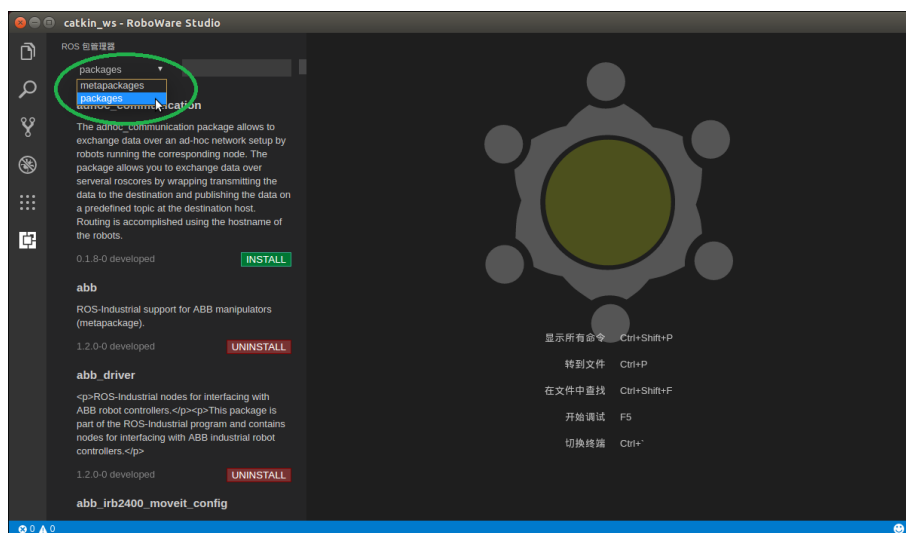 catkin_ws - RoboWare Studio
ROS 包管理器
packages
metapackages
packages
adhoc_communication
The adhoc_communication package allows to
exchange data over an ad-hoc network setup by
robots running the corresponding node. The
package allows you to exchange data over
serveral roscores by wrapping transmitting the
data to the destination and publishing the data on
a predefined topic at the destination host.
Routing is accomplished using the hostname of
the robots.
0.1.8-0 developed INSTALL
abb
ROS-Industrial support for ABB manipulators
(metapackage).
1.2.0-0 developed UNINSTALL
abb_driver
<p>ROS-Industrial nodes for interfacing with
ABB robot controllers.</p><p>This package is
part of the ROS-Industrial program and contains
nodes for interfacing with ABB industrial robot
controllers.</p>
1.2.0-0 developed UNINSTALL
abb_irb2400_moveit_config
显示所有命令 Ctrl+Shift+P
转到文件 Ctrl+P
在文件中查找 Ctrl+Shift+F
开始调试 F5
切换终端 Ctrl+`
0 0